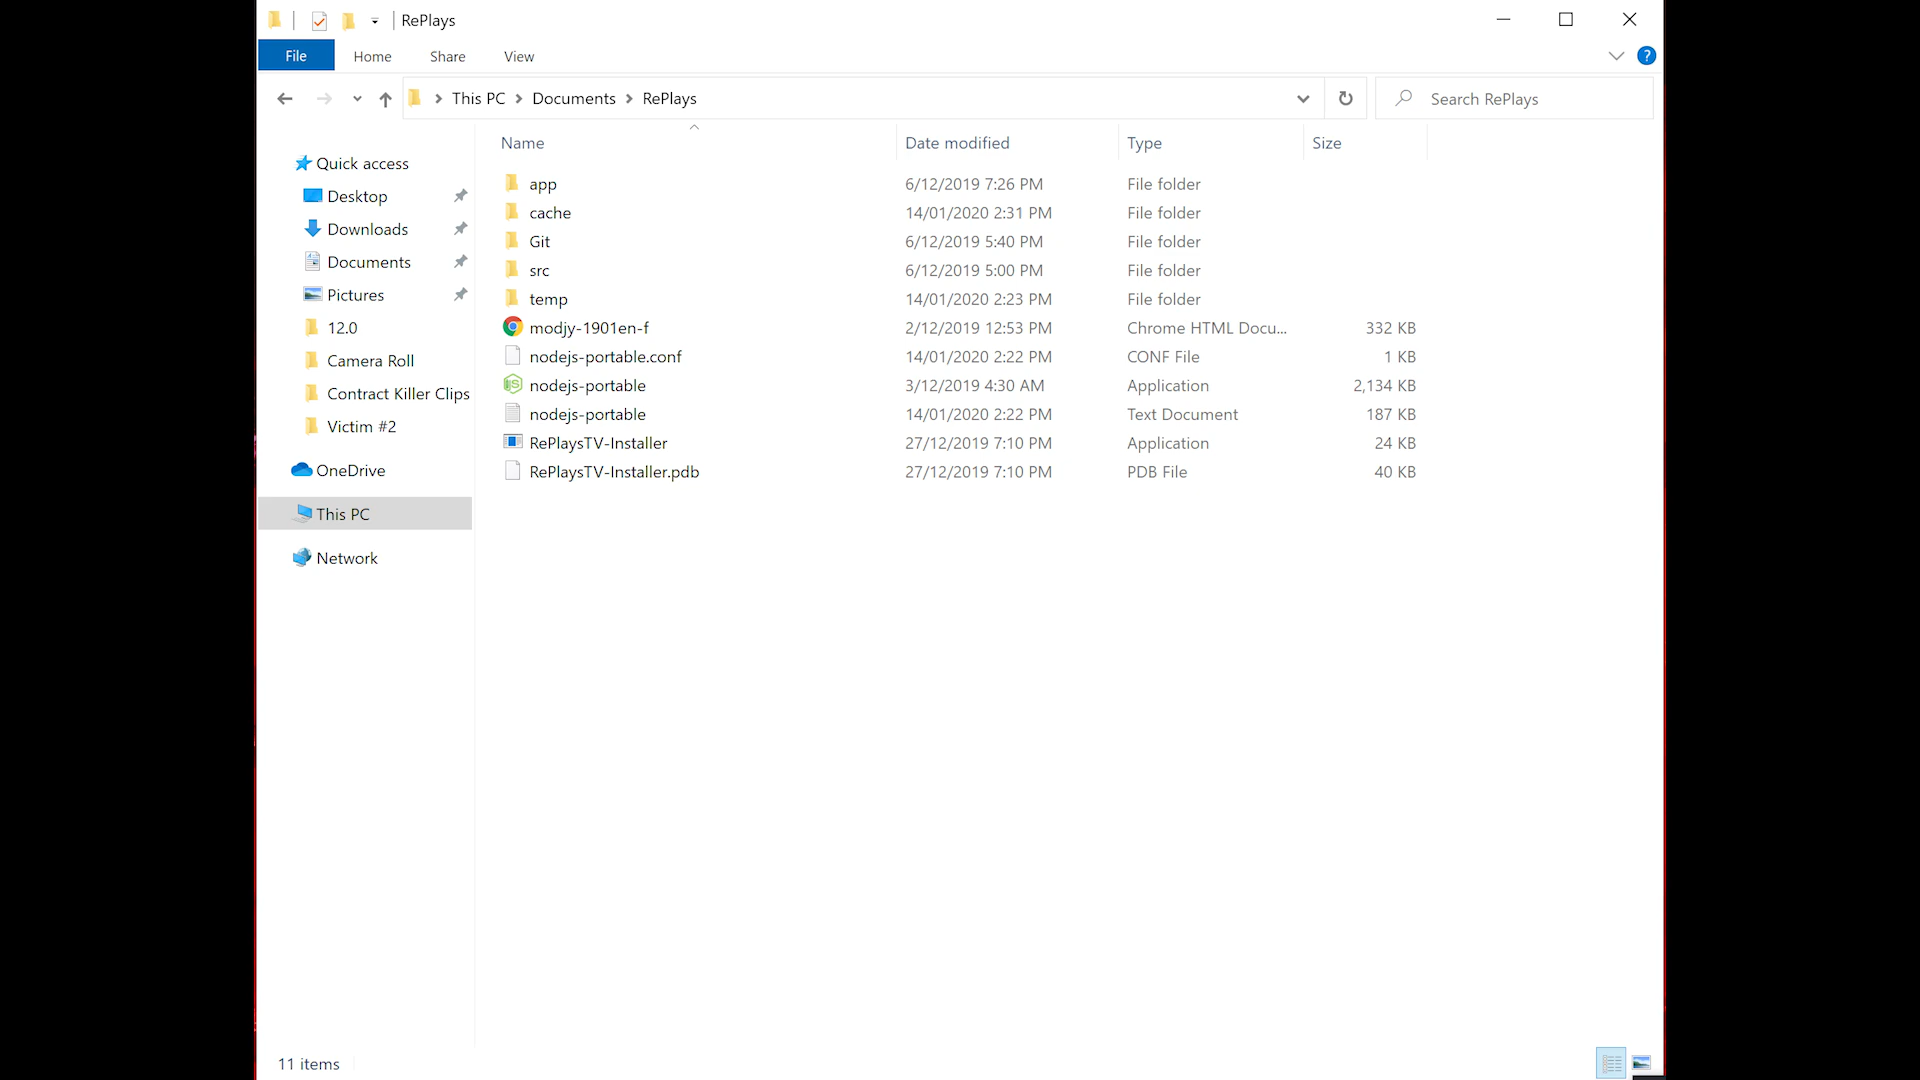 RePlays
File Home Share View
This PC Documents RePlays
Search RePlays
Name Date modified Type Size
Quick access
Desktop
Downloads
Documents
Pictures
12.0
Camera Roll
Contract Killer Clips
Victim #2
OneDrive
This PC
Network
app 6/12/2019 7:26 PM File folder
cache 14/01/2020 2:31 PM File folder
Git 6/12/2019 5:40 PM File folder
src 6/12/2019 5:00 PM File folder
temp 14/01/2020 2:23 PM File folder
modjy-1901en-f 2/12/2019 12:53 PM Chrome HTML Docu... 332 KB
nodejs-portable.conf 14/01/2020 2:22 PM CONF File 1 KB
nodejs-portable 3/12/2019 4:30 AM Application 2,134 KB
nodejs-portable 14/01/2020 2:22 PM Text Document 187 KB
RePlaysTV-Installer 27/12/2019 7:10 PM Application 24 KB
RePlaysTV-Installer.pdb 27/12/2019 7:10 PM PDB File 40 KB
11 items